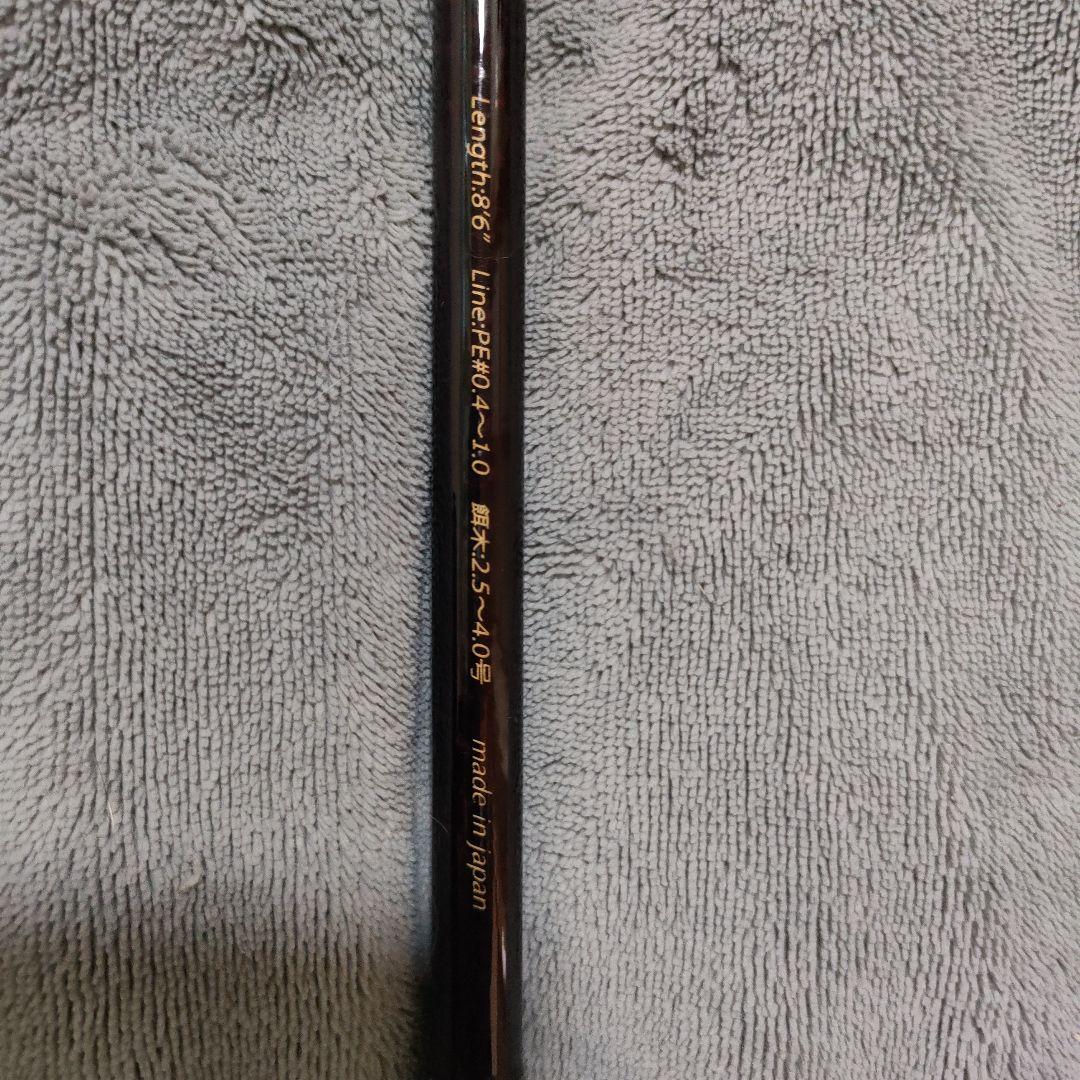 Length:8'6" Line:PE#0.4～1.0 餌木:2.5～4.0号 made in japan